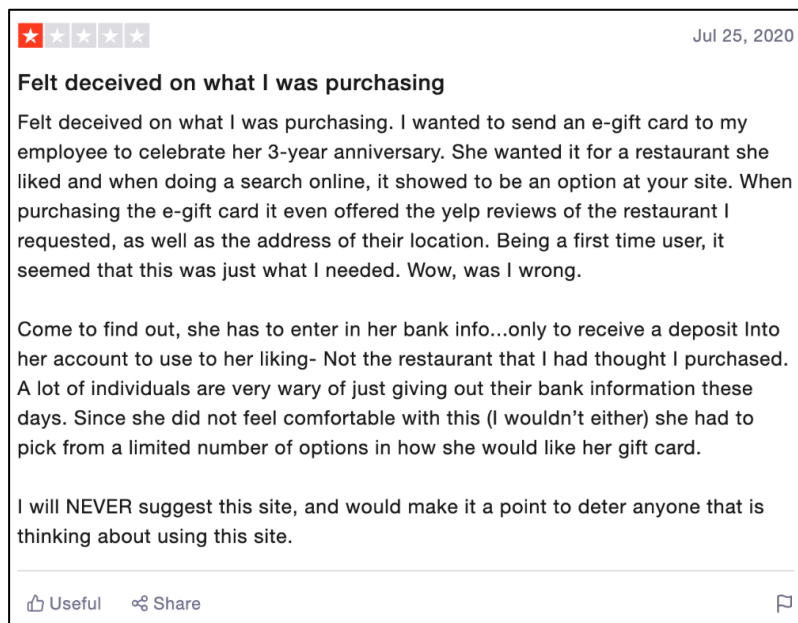 Jul 25, 2020
Felt deceived on what I was purchasing
Felt deceived on what I was purchasing. I wanted to send an e-gift card to my
employee to celebrate her 3-year anniversary. She wanted it for a restaurant she
liked and when doing a search online, it showed to be an option at your site. When
purchasing the e-gift card it even offered the yelp reviews of the restaurant I
requested, as well as the address of their location. Being a first time user, it
seemed that this was just what I needed. Wow, was I wrong.
Come to find out, she has to enter in her bank info...only to receive a deposit Into
her account to use to her liking- Not the restaurant that I had thought I purchased.
A lot of individuals are very wary of just giving out their bank information these
days. Since she did not feel comfortable with this (I wouldn't either) she had to
pick from a limited number of options in how she would like her gift card.
I will NEVER suggest this site, and would make it a point to deter anyone that is
thinking about using this site.
Useful Share